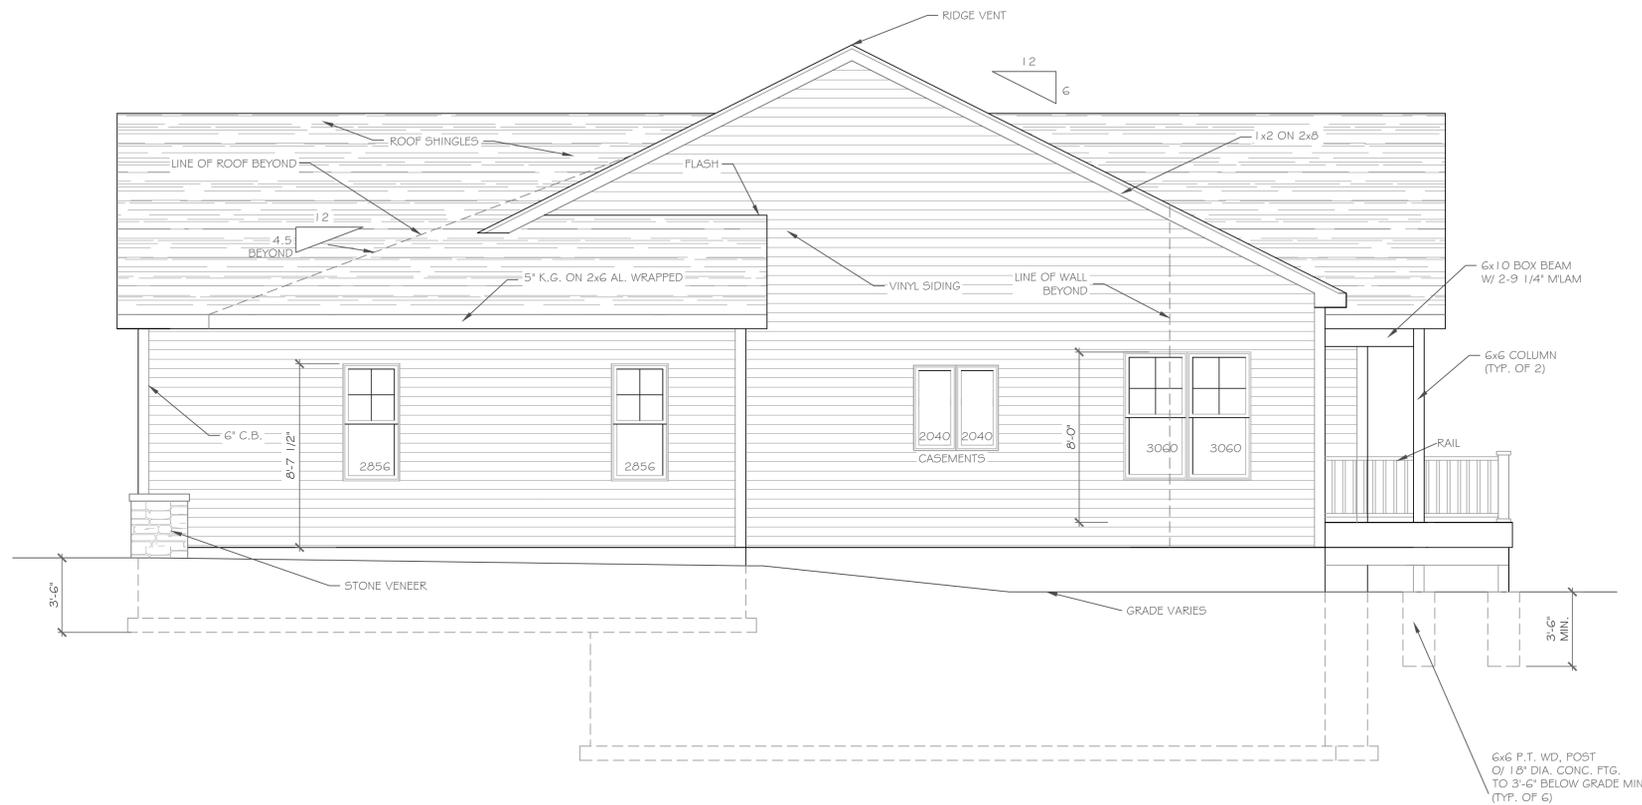 RIDGE VENT
12
6
1x2 ON 2x8
ROOF SHINGLES
LINE OF ROOF BEYOND
FLASH
12
4.5
BEYOND
5" K.G. ON 2x6 AL. WRAPPED
VINYL SIDING
LINE OF WALL
BEYOND
6x10 BOX BEAM
W/ 2-9 1/4" M'LAM
6x6 COLUMN
(TYP. OF 2)
6" C.B.
8'-7 1/2"
2856
2856
2040
2040
CASEMENTS
8'-0"
3060
3060
RAIL
3'-6"
STONE VENEER
GRADE VARIES
3'-6"
MIN.
6x6 P.T. WD, POST
O/ 18" DIA. CONC. FTG.
TO 3'-6" BELOW GRADE MIN
(TYP. OF 6)